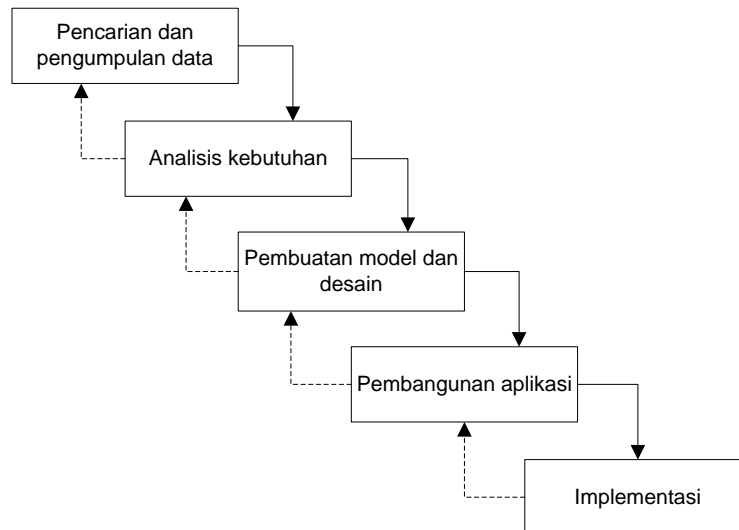 Pencarian dan
pengumpulan data
Analisis kebutuhan
Pembuatan model dan
desain
Pembangunan aplikasi
Implementasi